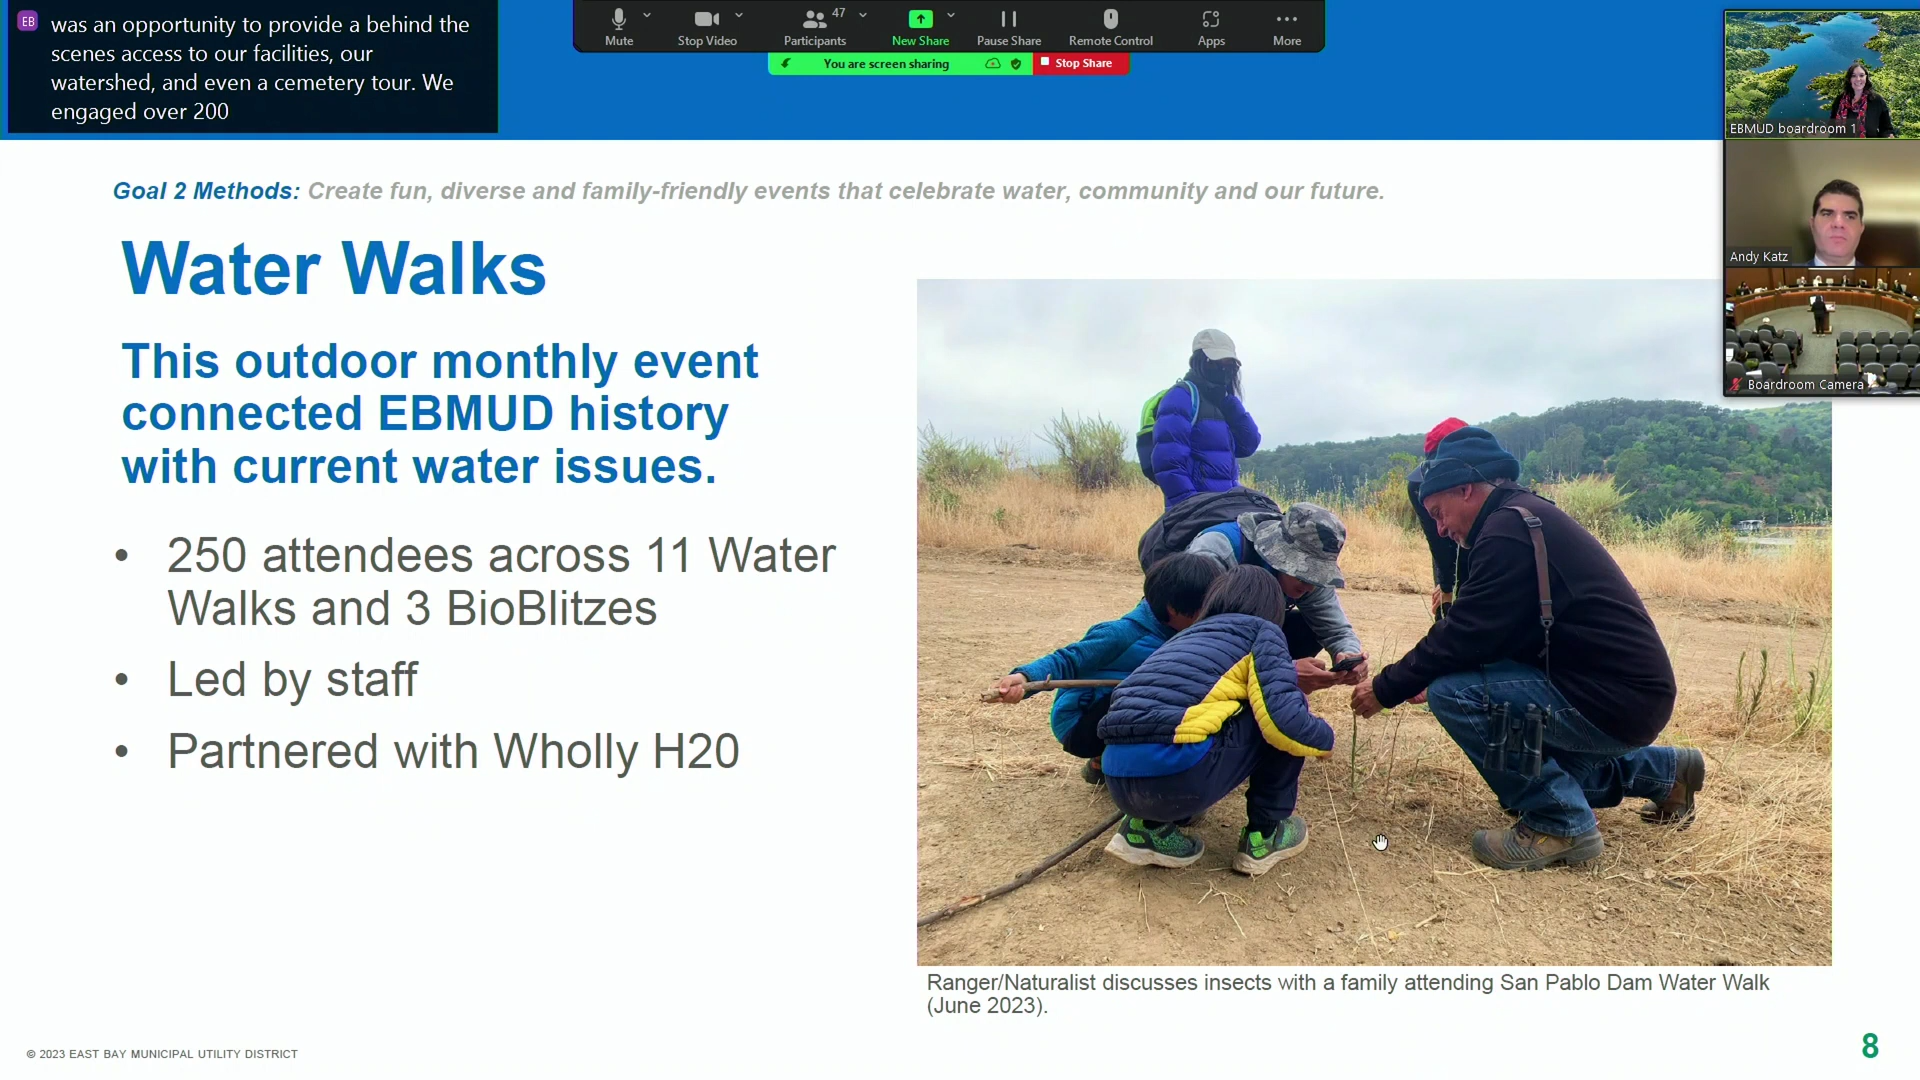 EB
was an opportunity to provide a behind the
scenes access to our facilities, our
watershed, and even a cemetery tour. We
engaged over 200
Mute
Stop Video
47
Participants
New Share
Pause Share
Remote Control
Apps
More
You are screen sharing
Stop Share
EBMUD boardroom 1
Andy Katz
Boardroom Camera
Goal 2 Methods: Create fun, diverse and family-friendly events that celebrate water, community and our future.
Water Walks
This outdoor monthly event
connected EBMUD history
with current water issues.
• 250 attendees across 11 Water
Walks and 3 BioBlitzes
• Led by staff
• Partnered with Wholly H20
Ranger/Naturalist discusses insects with a family attending San Pablo Dam Water Walk
(June 2023).
© 2023 EAST BAY MUNICIPAL UTILITY DISTRICT
8